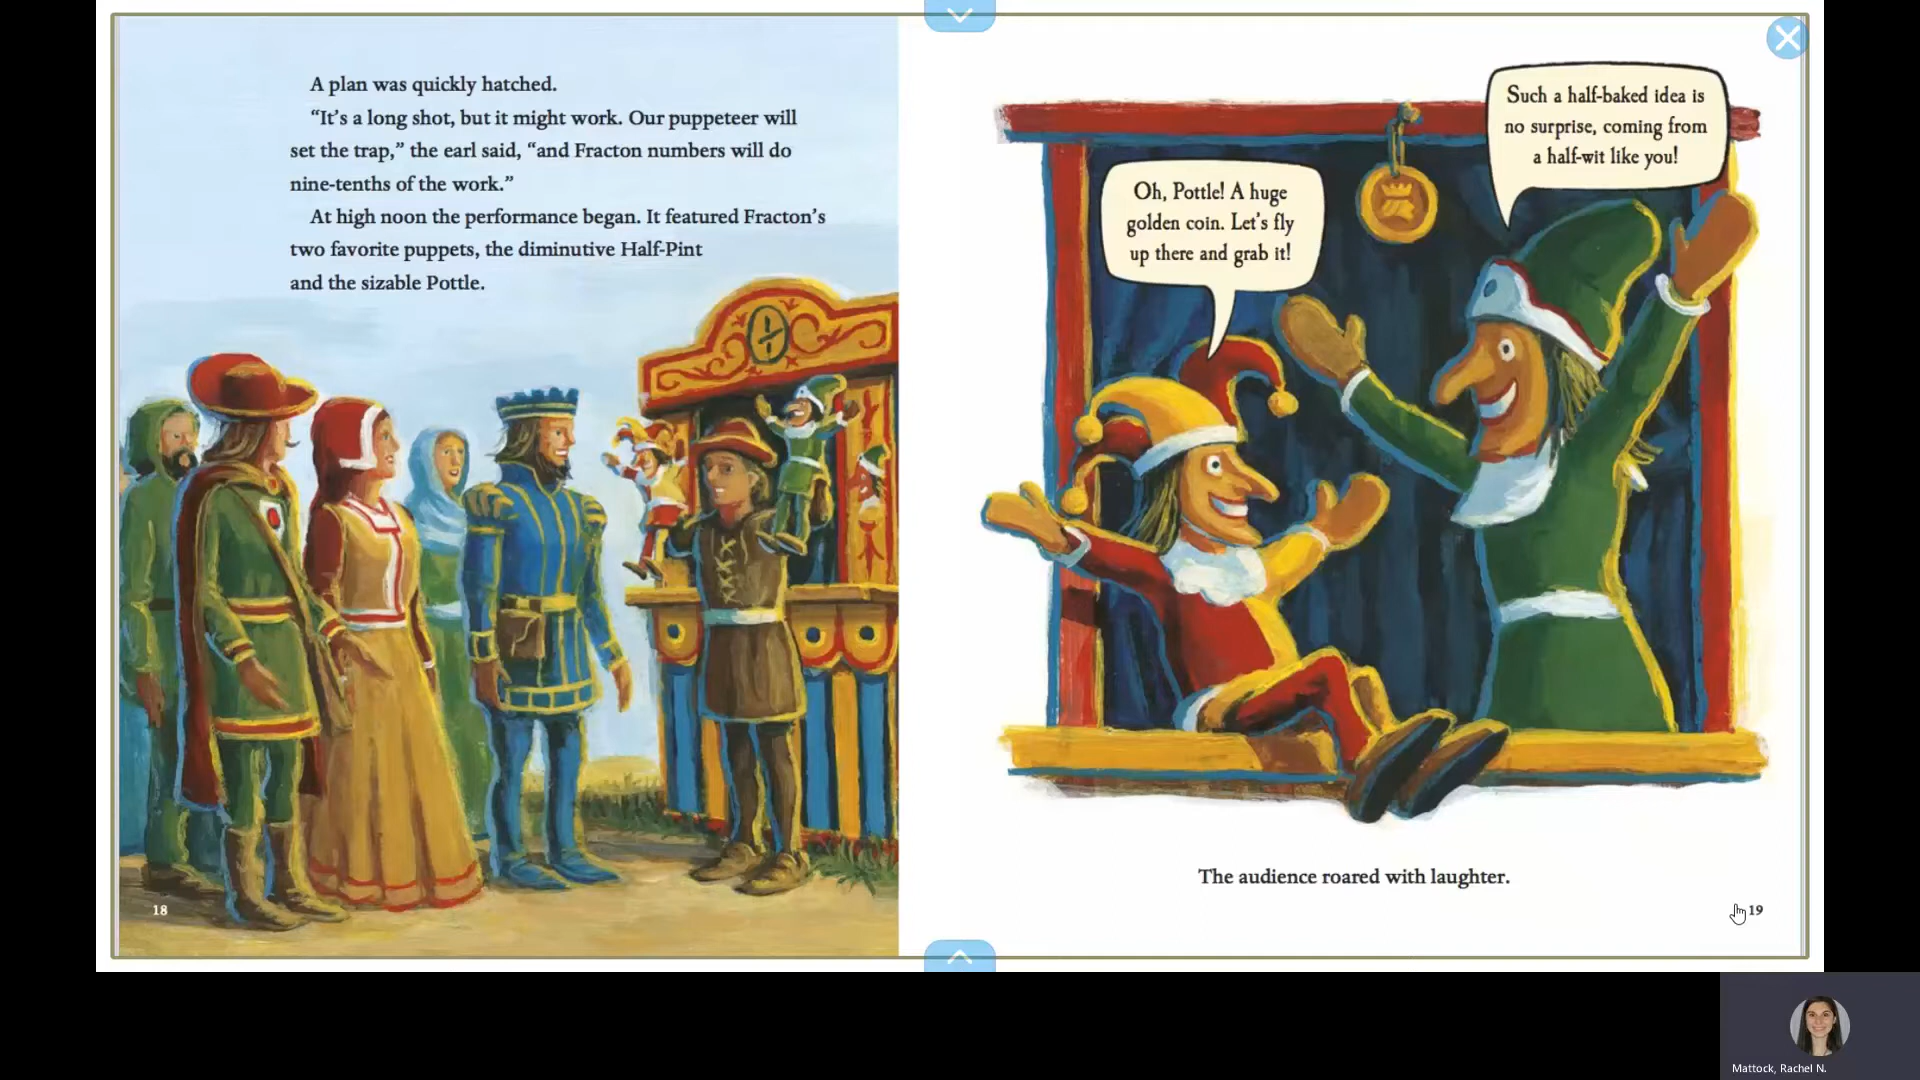 A plan was quickly hatched.
“It’s a long shot, but it might work. Our puppeteer will
set the trap,” the earl said, “and Fracton numbers will do
nine-tenths of the work.”
At high noon the performance began. It featured Fracton’s
two favorite puppets, the diminutive Half-Pint
and the sizable Pottle.
18
Oh, Pottle! A huge
golden coin. Let’s fly
up there and grab it!
Such a half-baked idea is
no surprise, coming from
a half-wit like you!
The audience roared with laughter.
19
Mattock, Rachel N.